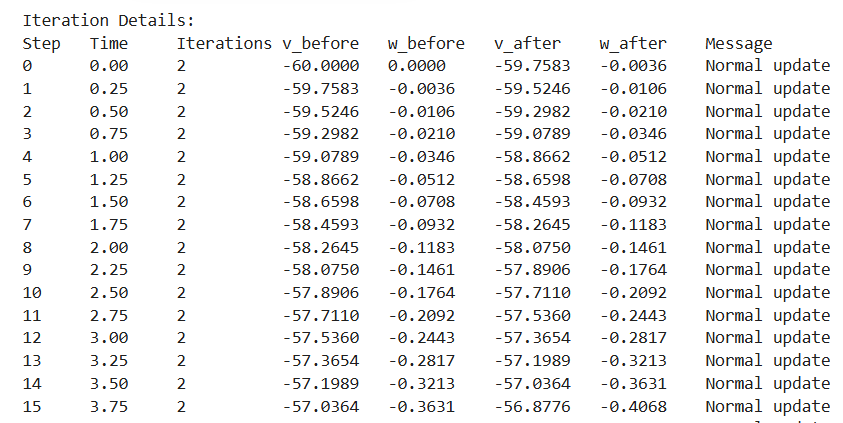 Iteration Details:
Step Time Iterations v_before w_before v_after w_after Message
0 0.00 2 -60.0000 0.0000 -59.7583 -0.0036 Normal update
1 0.25 2 -59.7583 -0.0036 -59.5246 -0.0106 Normal update
2 0.50 2 -59.5246 -0.0106 -59.2982 -0.0210 Normal update
3 0.75 2 -59.2982 -0.0210 -59.0789 -0.0346 Normal update
4 1.00 2 -59.0789 -0.0346 -58.8662 -0.0512 Normal update
5 1.25 2 -58.8662 -0.0512 -58.6598 -0.0708 Normal update
6 1.50 2 -58.6598 -0.0708 -58.4593 -0.0932 Normal update
7 1.75 2 -58.4593 -0.0932 -58.2645 -0.1183 Normal update
8 2.00 2 -58.2645 -0.1183 -58.0750 -0.1461 Normal update
9 2.25 2 -58.0750 -0.1461 -57.8906 -0.1764 Normal update
10 2.50 2 -57.8906 -0.1764 -57.7110 -0.2092 Normal update
11 2.75 2 -57.7110 -0.2092 -57.5360 -0.2443 Normal update
12 3.00 2 -57.5360 -0.2443 -57.3654 -0.2817 Normal update
13 3.25 2 -57.3654 -0.2817 -57.1989 -0.3213 Normal update
14 3.50 2 -57.1989 -0.3213 -57.0364 -0.3631 Normal update
15 3.75 2 -57.0364 -0.3631 -56.8776 -0.4068 Normal update